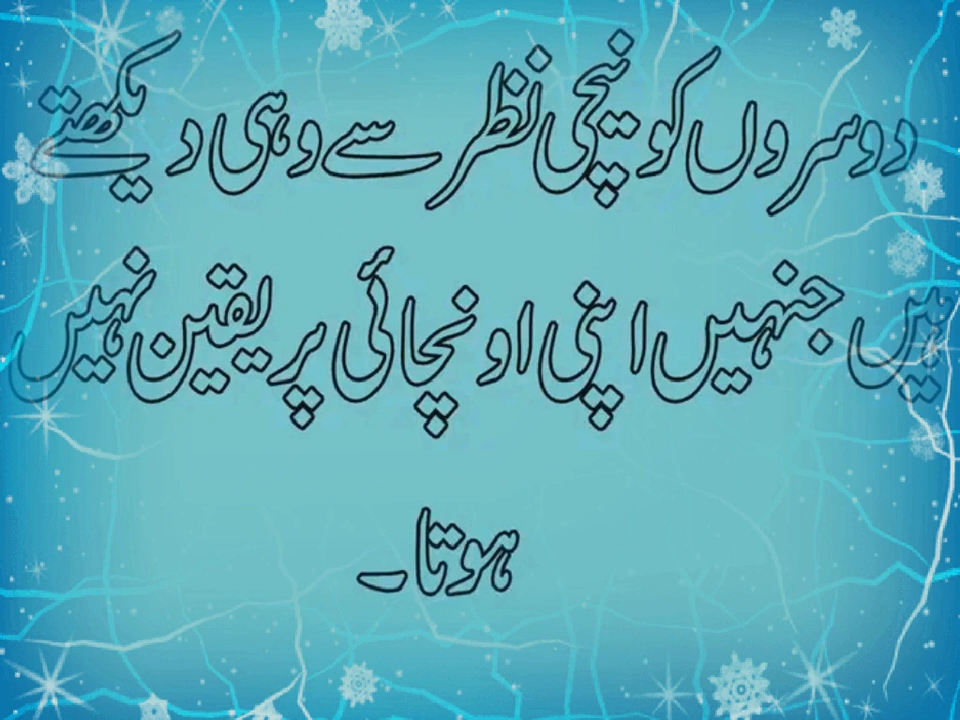 دوسروں کو نیچی نظر سے وہی دیکھتے
ہیں جنہیں اپنی اونچائی پر یقین نہیں
ہوتا۔